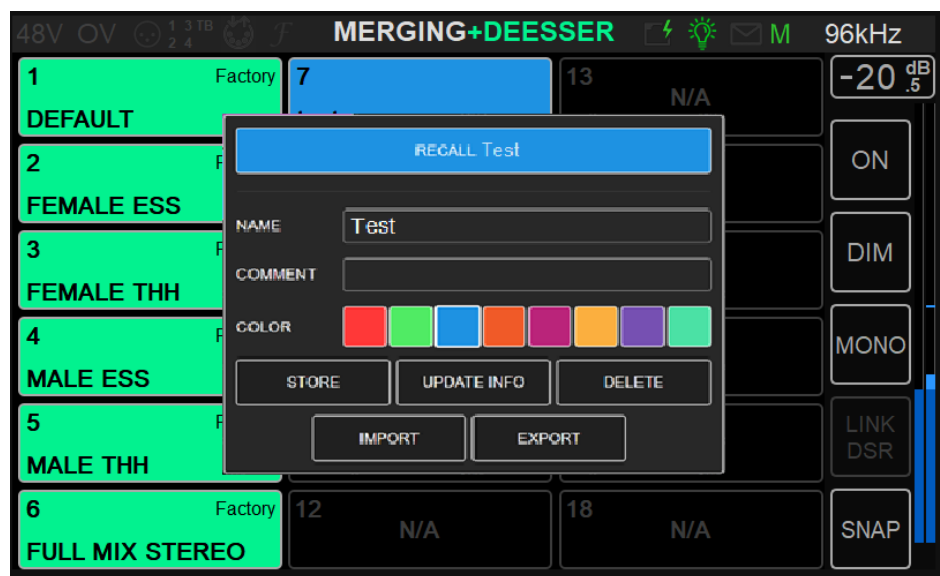 48V OV 1 3 TB MERGING+DEESSER M 96kHz
2 4
1 Factory 7 13 -20 dB .5
N/A
DEFAULT
RECALL Test
2 ON
FEMALE ESS
NAME Test
3 DIM
COMMENT
FEMALE THH
COLOR
4 MONO
MALE ESS STORE UPDATE INFO DELETE
5 LINK
IMPORT EXPORT DSR
MALE THH
6 Factory 12 18
N/A N/A SNAP
FULL MIX STEREO